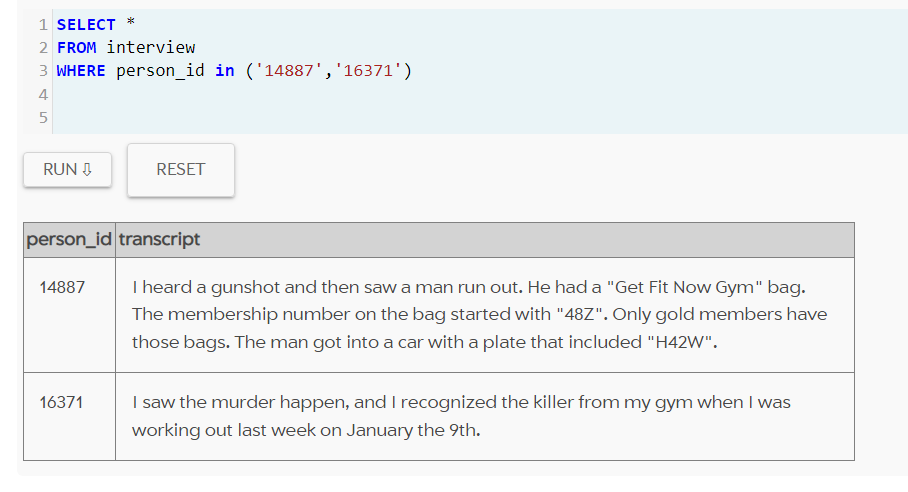 1 SELECT *
2 FROM interview
3 WHERE person_id in ('14887','16371')
4
5
RUN ⇩ RESET
person_id transcript
14887 I heard a gunshot and then saw a man run out. He had a "Get Fit Now Gym" bag.
The membership number on the bag started with "48Z". Only gold members have
those bags. The man got into a car with a plate that included "H42W".
16371 I saw the murder happen, and I recognized the killer from my gym when I was
working out last week on January the 9th.